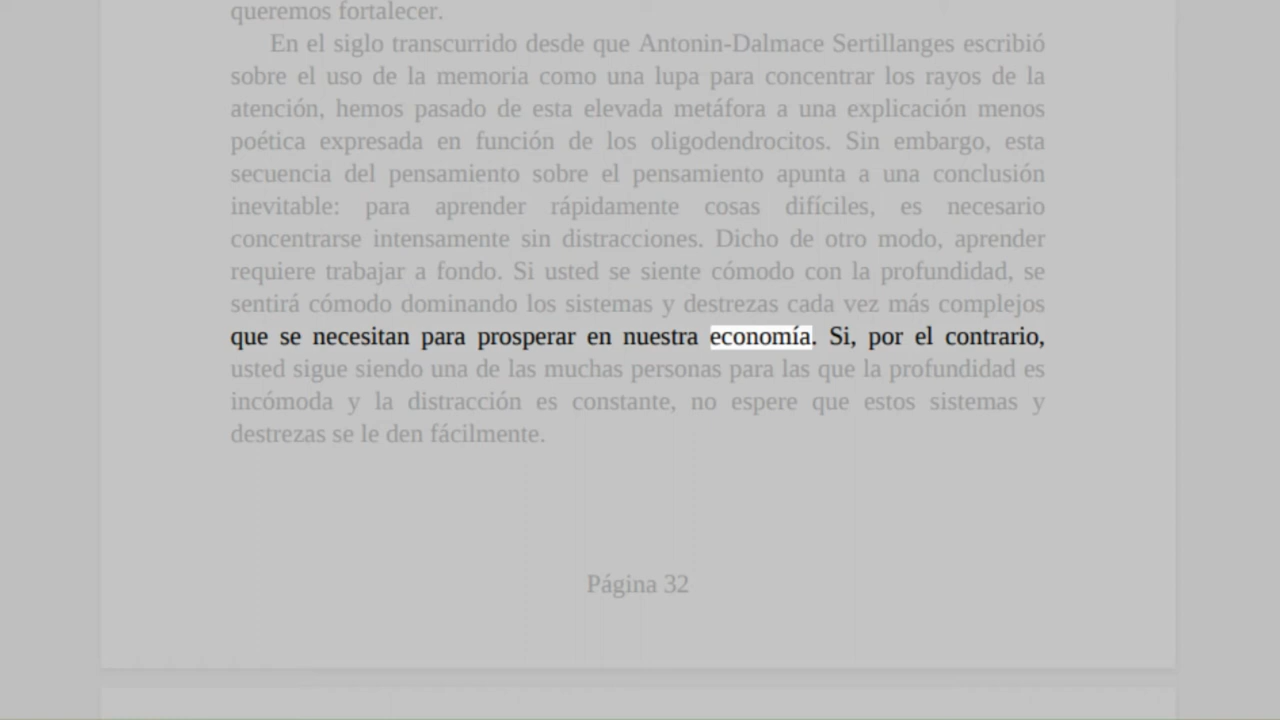 queremos fortalecer.
En el siglo transcurrido desde que Antonin-Dalmace Sertillanges escribió
sobre el uso de la memoria como una lupa para concentrar los rayos de la
atención, hemos pasado de esta elevada metáfora a una explicación menos
poética expresada en función de los oligodendrocitos. Sin embargo, esta
secuencia del pensamiento sobre el pensamiento apunta a una conclusión
inevitable: para aprender rápidamente cosas difíciles, es necesario
concentrarse intensamente sin distracciones. Dicho de otro modo, aprender
requiere trabajar a fondo. Si usted se siente cómodo con la profundidad, se
sentirá cómodo dominando los sistemas y destrezas cada vez más complejos
que se necesitan para prosperar en nuestra economía. Si, por el contrario,
usted sigue siendo una de las muchas personas para las que la profundidad es
incómoda y la distracción es constante, no espere que estos sistemas y
destrezas se le den fácilmente.
Página 32